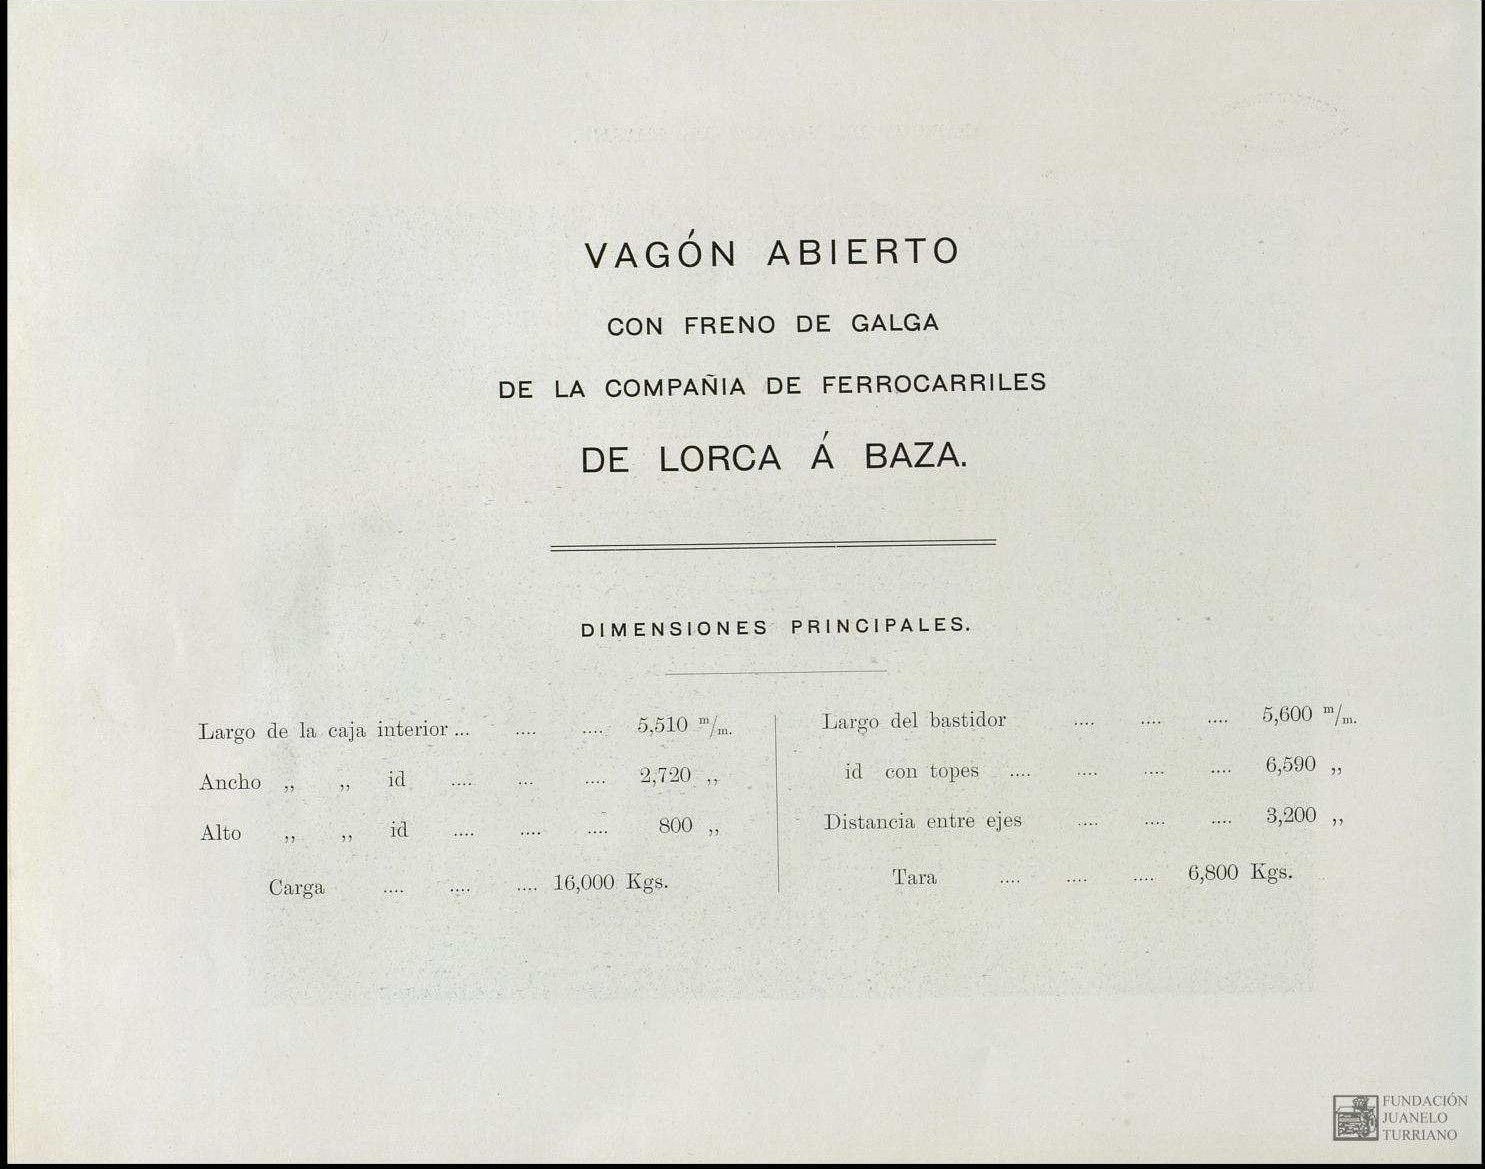 VAGÓN ABIERTO
CON FRENO DE GALGA
DE LA COMPAÑIA DE FERROCARRILES
DE LORCA Á BAZA.
DIMENSIONES PRINCIPALES.
Largo de la caja interior ... .... .... 5,510 m/m.
Ancho ,, ,, id .... ... .... 2,720 ,,
Alto ,, ,, id .... .... .... 800 ,,
Carga .... .... .... 16,000 Kgs.
Largo del bastidor .... .... .... 5,600 m/m.
id con topes .... .... .... .... 6,590 ,,
Distancia entre ejes .... .... .... 3,200 ,,
Tara .... .... .... 6,800 Kgs.
FUNDACIÓN
JUANELO
TURRIANO